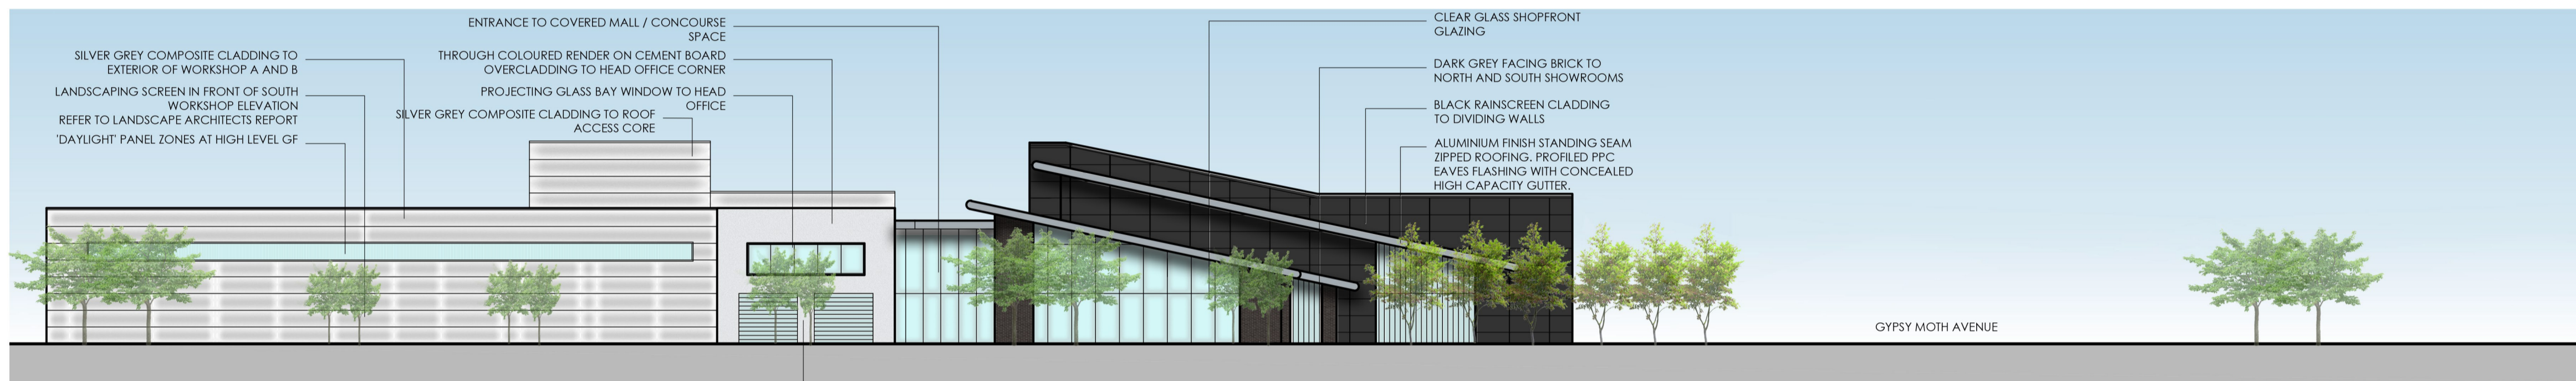 SILVER GREY COMPOSITE CLADDING TO
EXTERIOR OF WORKSHOP A AND B
LANDSCAPING SCREEN IN FRONT OF SOUTH
WORKSHOP ELEVATION
REFER TO LANDSCAPE ARCHITECTS REPORT
'DAYLIGHT' PANEL ZONES AT HIGH LEVEL GF
ENTRANCE TO COVERED MALL / CONCOURSE
SPACE
THROUGH COLOURED RENDER ON CEMENT BOARD
OVERCLADDING TO HEAD OFFICE CORNER
PROJECTING GLASS BAY WINDOW TO HEAD
OFFICE
SILVER GREY COMPOSITE CLADDING TO ROOF
ACCESS CORE
CLEAR GLASS SHOPFRONT
GLAZING
DARK GREY FACING BRICK TO
NORTH AND SOUTH SHOWROOMS
BLACK RAINSCREEN CLADDING
TO DIVIDING WALLS
ALUMINIUM FINISH STANDING SEAM
ZIPPED ROOFING. PROFILED PPC
EAVES FLASHING WITH CONCEALED
HIGH CAPACITY GUTTER.
GYPSY MOTH AVENUE